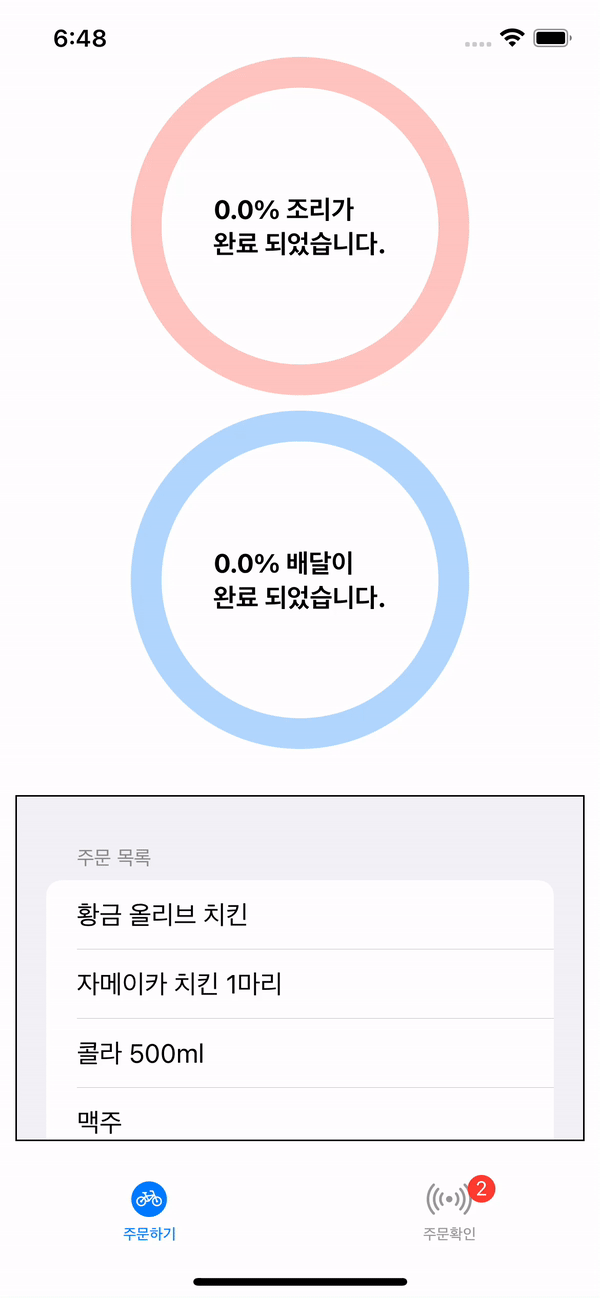 6:48
0.0% 조리가
완료 되었습니다.
0.0% 배달이
완료 되었습니다.
주문 목록
황금 올리브 치킨
자메이카 치킨 1마리
콜라 500ml
맥주
2
주문하기
주문확인